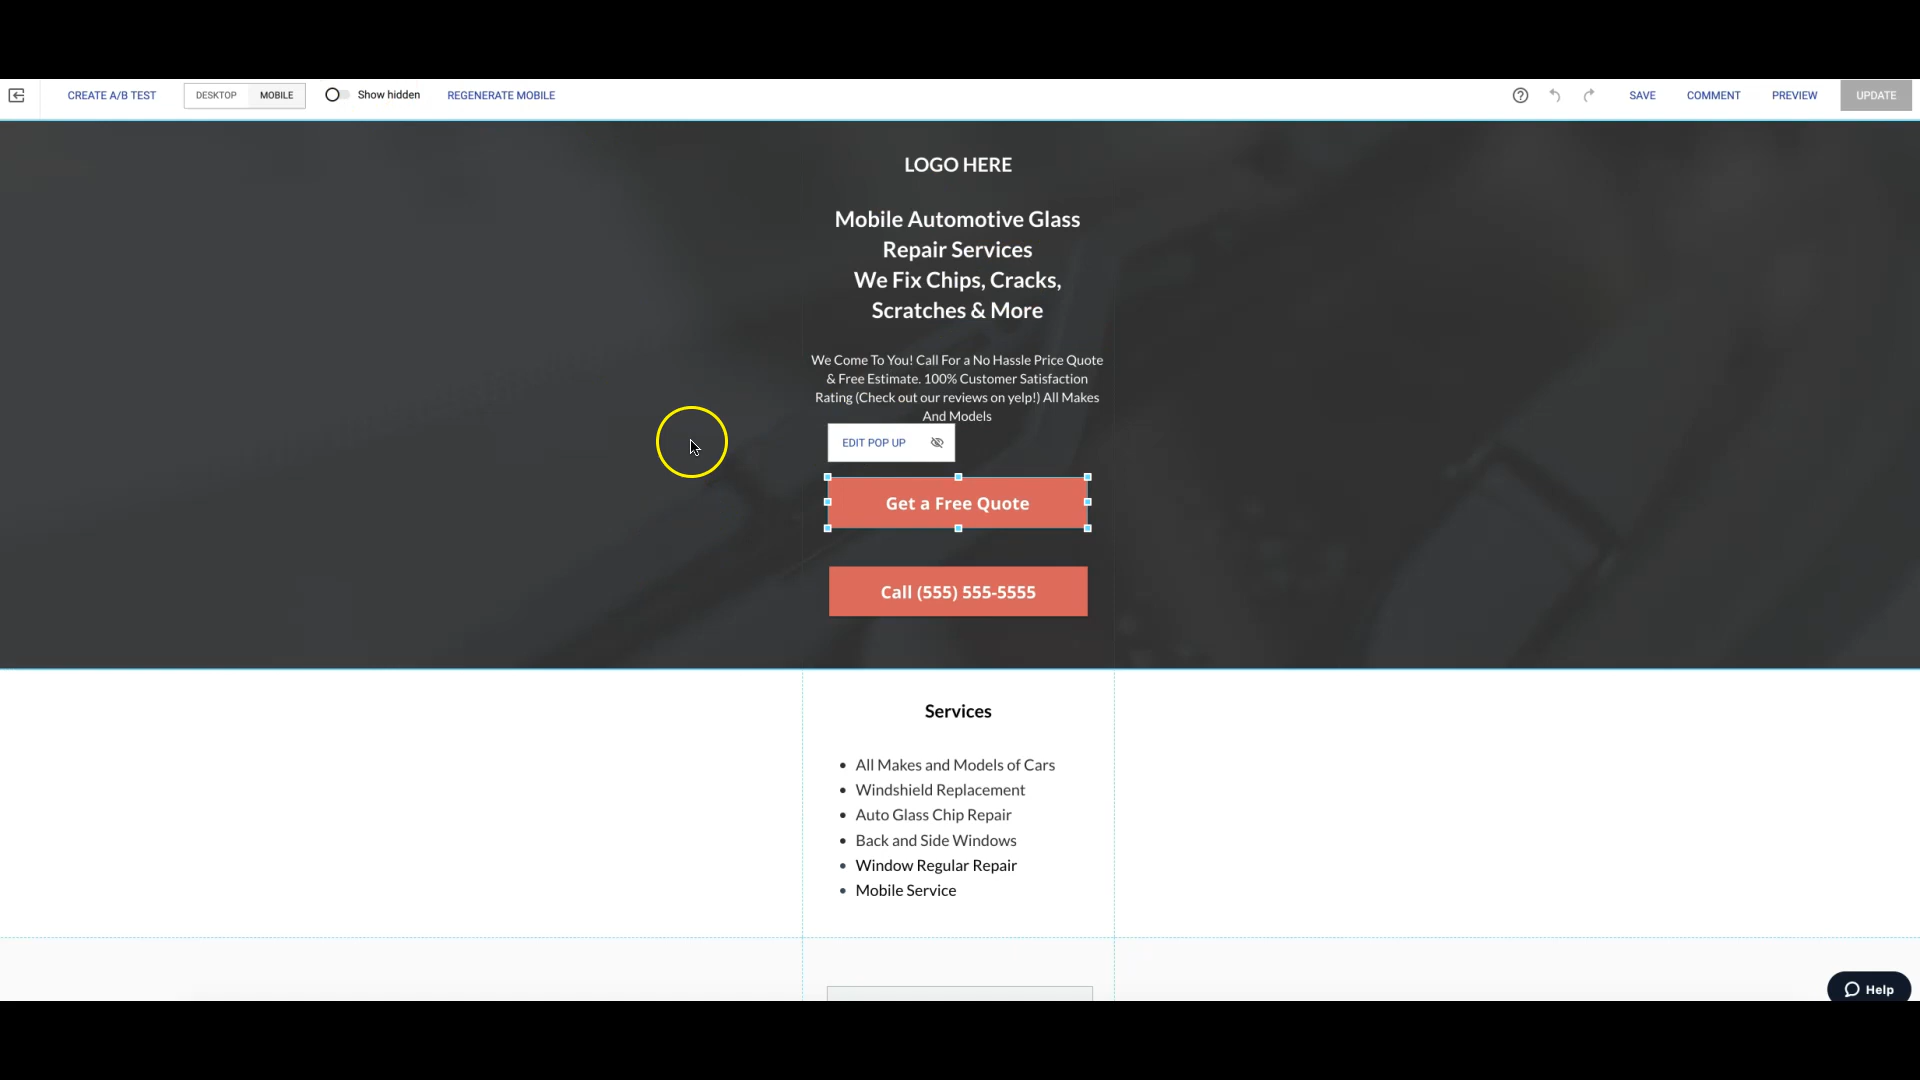 CREATE A/B TEST
DESKTOP
MOBILE
Show hidden
REGENERATE MOBILE
SAVE
COMMENT
PREVIEW
UPDATE
LOGO HERE
Mobile Automotive Glass
Repair Services
We Fix Chips, Cracks,
Scratches & More
We Come To You! Call For a No Hassle Price Quote
& Free Estimate. 100% Customer Satisfaction
Rating (Check out our reviews on yelp!) All Makes
And Models
EDIT POP UP
Get a Free Quote
Call (555) 555-5555
Services
• All Makes and Models of Cars
• Windshield Replacement
• Auto Glass Chip Repair
• Back and Side Windows
• Window Regular Repair
• Mobile Service
Help